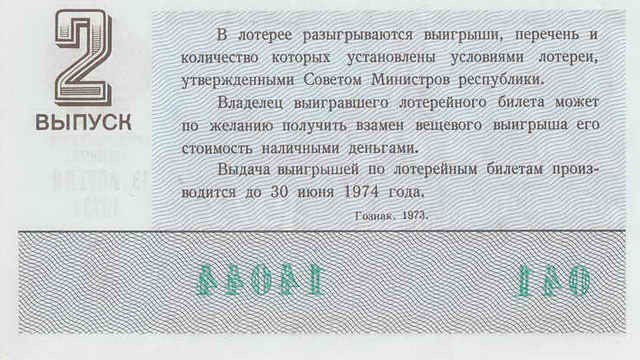 2
ВЫПУСК
В лотерее разыгрываются выигрыши, перечень и
количество которых установлены условиями лотереи,
утвержденными Советом Министров республики.
Владелец выигравшего лотерейного билета может
по желанию получить взамен вещевого выигрыша его
стоимость наличными деньгами.
Выдача выигрышей по лотерейным билетам произ-
водится до 30 июня 1974 года.
Гознак. 1973.